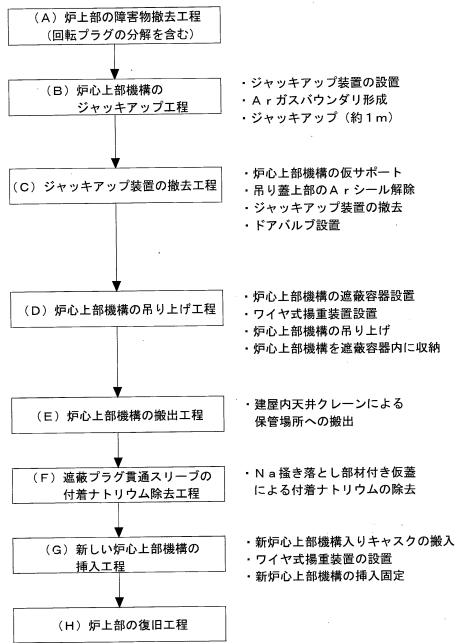 （A）炉上部の障害物撤去工程
（回転プラグの分解を含む）
（B）炉心上部機構の
ジャッキアップ工程
・ジャッキアップ装置の設置
・Arガスバウンダリ形成
・ジャッキアップ（約1m）
（C）ジャッキアップ装置の撤去工程
・炉心上部機構の仮サポート
・吊り蓋上部のArシール解除
・ジャッキアップ装置の撤去
・ドアバルブ設置
（D）炉心上部機構の吊り上げ工程
・炉心上部機構の遮蔽容器設置
・ワイヤ式揚重装置設置
・炉心上部機構の吊り上げ
・炉心上部機構を遮蔽容器内に収納
（E）炉心上部機構の搬出工程
・建屋内天井クレーンによる
保管場所への搬出
（F）遮蔽プラグ貫通スリーブの
付着ナトリウム除去工程
・Na掻き落とし部材付き仮蓋
による付着ナトリウムの除去
（G）新しい炉心上部機構の
挿入工程
・新炉心上部機構入りキャスクの搬入
・ワイヤ式揚重装置の設置
・新炉心上部機構の挿入固定
（H）炉上部の復旧工程